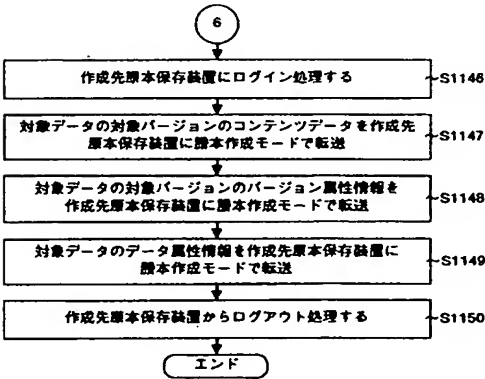 6
作成先原本保存装置にログイン処理する
S1146
対象データの対象バージョンのコンテンツデータを作成先
原本保存装置に謄本作成モードで転送
S1147
対象データの対象バージョンのバージョン属性情報を
作成先原本保存装置に謄本作成モードで転送
S1148
対象データのデータ属性情報を作成先原本保存装置に
謄本作成モードで転送
S1149
作成先原本保存装置からログアウト処理する
S1150
エンド